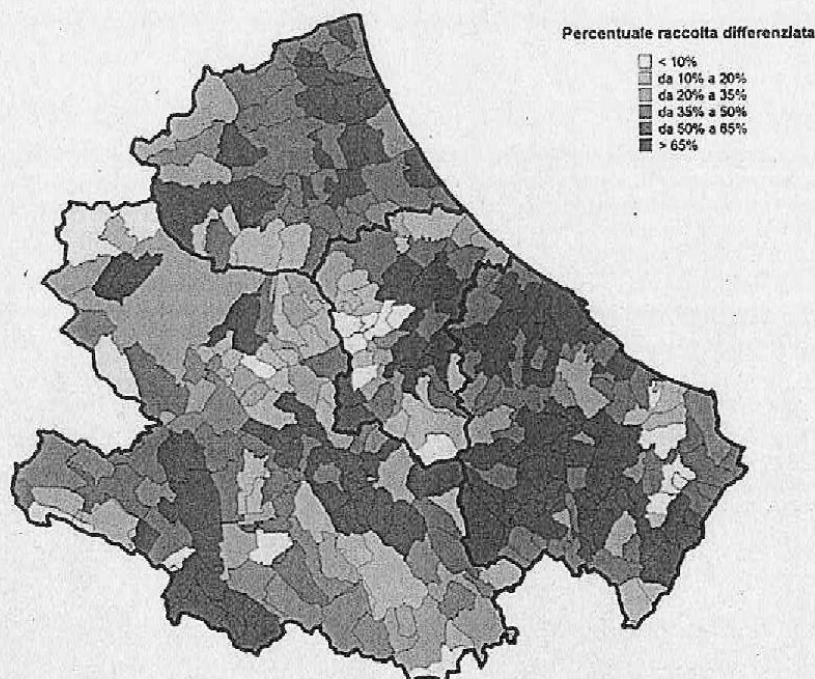 Percentuale raccolta differenziata
< 10%
da 10% a 20%
da 20% a 35%
da 35% a 50%
da 50% a 65%
> 65%